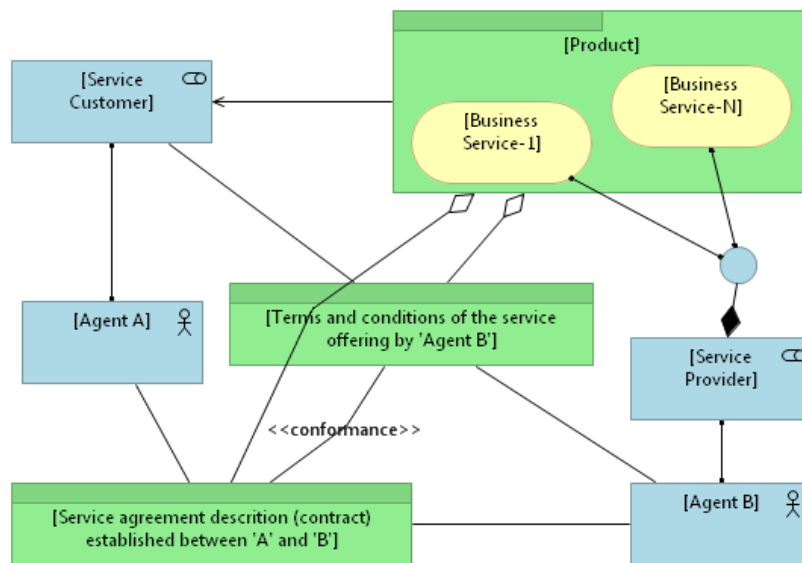 [Product]
[Service
Customer]
[Business
Service-N]
[Business
Service-1]
[Agent A]
[Terms and conditions of the service
offering by 'Agent B']
[Service
Provider]
<<conformance>>
[Service agreement descrition (contract)
established between 'A' and 'B']
[Agent B]